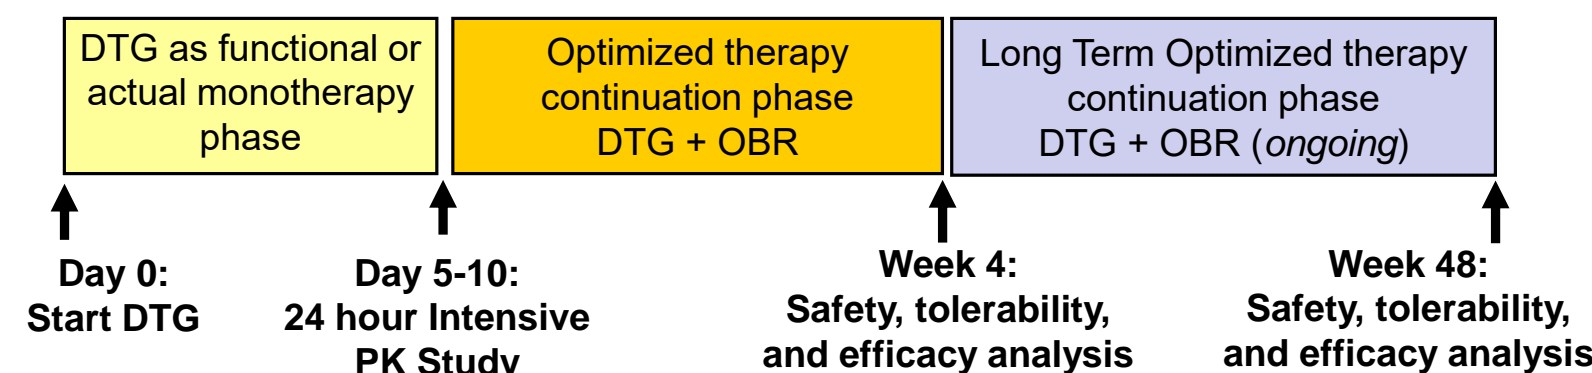 DTG as functional or
actual monotherapy
phase
Optimized therapy
continuation phase
DTG + OBR
Long Term Optimized therapy
continuation phase
DTG + OBR (ongoing)
Day 0:
Start DTG
Day 5-10:
24 hour Intensive
PK Study
Week 4:
Safety, tolerability,
and efficacy analysis
Week 48:
Safety, tolerability,
and efficacy analysis